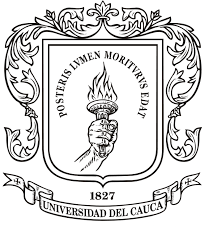 POSTERIS LVMEN MORITVRVS EDAT
1827
UNIVERSIDAD DEL CAUCA